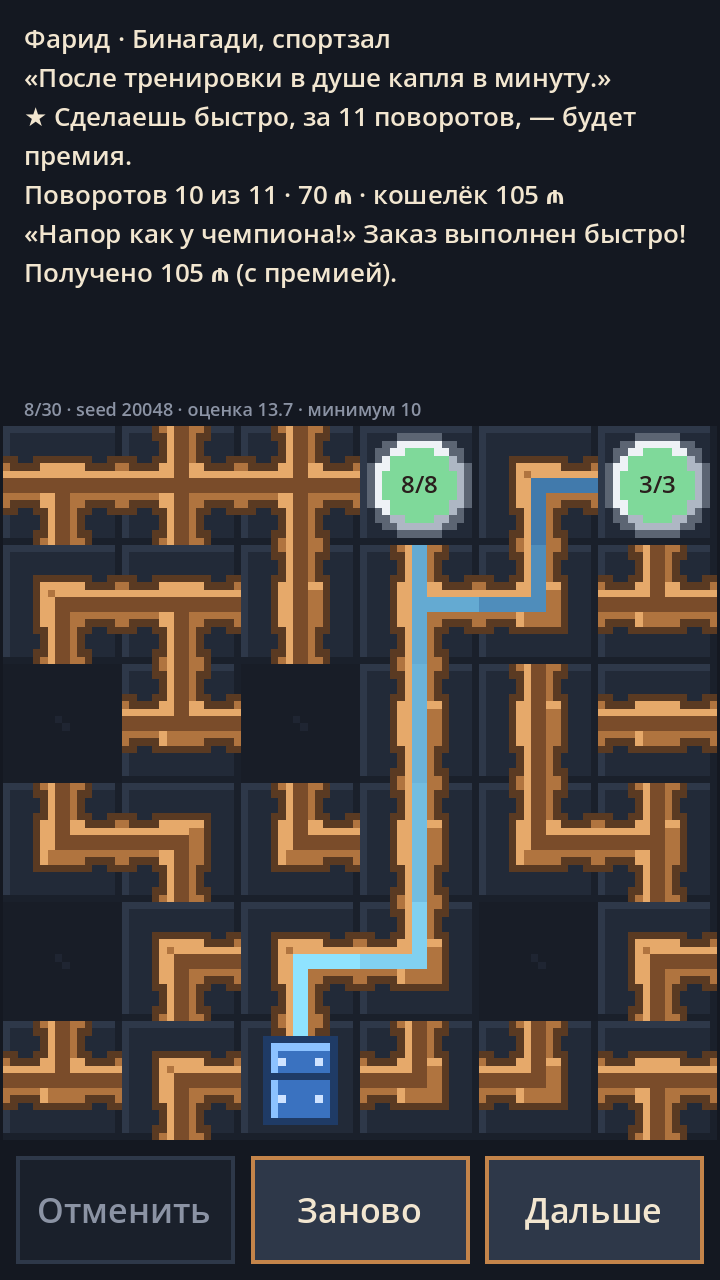 Фарид · Бинагади, спортзал
«После тренировки в душе капля в минуту.»
★ Сделаешь быстро, за 11 поворотов, — будет
премия.
Поворотов 10 из 11 · 70 ₼ · кошелёк 105 ₼
«Напор как у чемпиона!» Заказ выполнен быстро!
Получено 105 ₼ (с премией).
8/30 · seed 20048 · оценка 13.7 · минимум 10
8/8 3/3
Отменить Заново Дальше